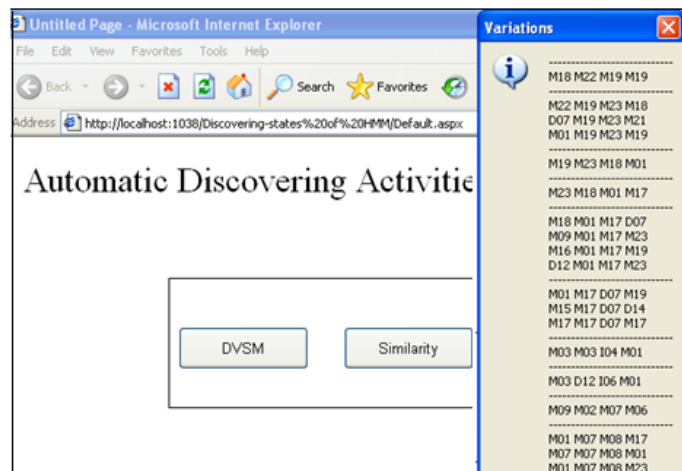 Untitled Page - Microsoft Internet Explorer
File Edit View Favorites Tools Help
Back Search Favorites
Address http://localhost:1038/Discovering-states%20of%20HMM/Default.aspx
Automatic Discovering Activitie
DVSM Similarity
Variations
------------------------------
M18 M22 M19 M19
------------------------------
M22 M19 M23 M18
D07 M19 M23 M21
M01 M19 M23 M19
------------------------------
M19 M23 M18 M01
------------------------------
M23 M18 M01 M17
------------------------------
M18 M01 M17 D07
M09 M01 M17 M23
M16 M01 M17 M19
D12 M01 M17 M23
------------------------------
M01 M17 D07 M19
M15 M17 D07 D14
M17 M17 D07 M17
------------------------------
M03 M03 I04 M01
------------------------------
M03 D12 I06 M01
------------------------------
M09 M02 M07 M06
------------------------------
M01 M07 M08 M17
M07 M07 M08 M01
M01 M07 M08 M23